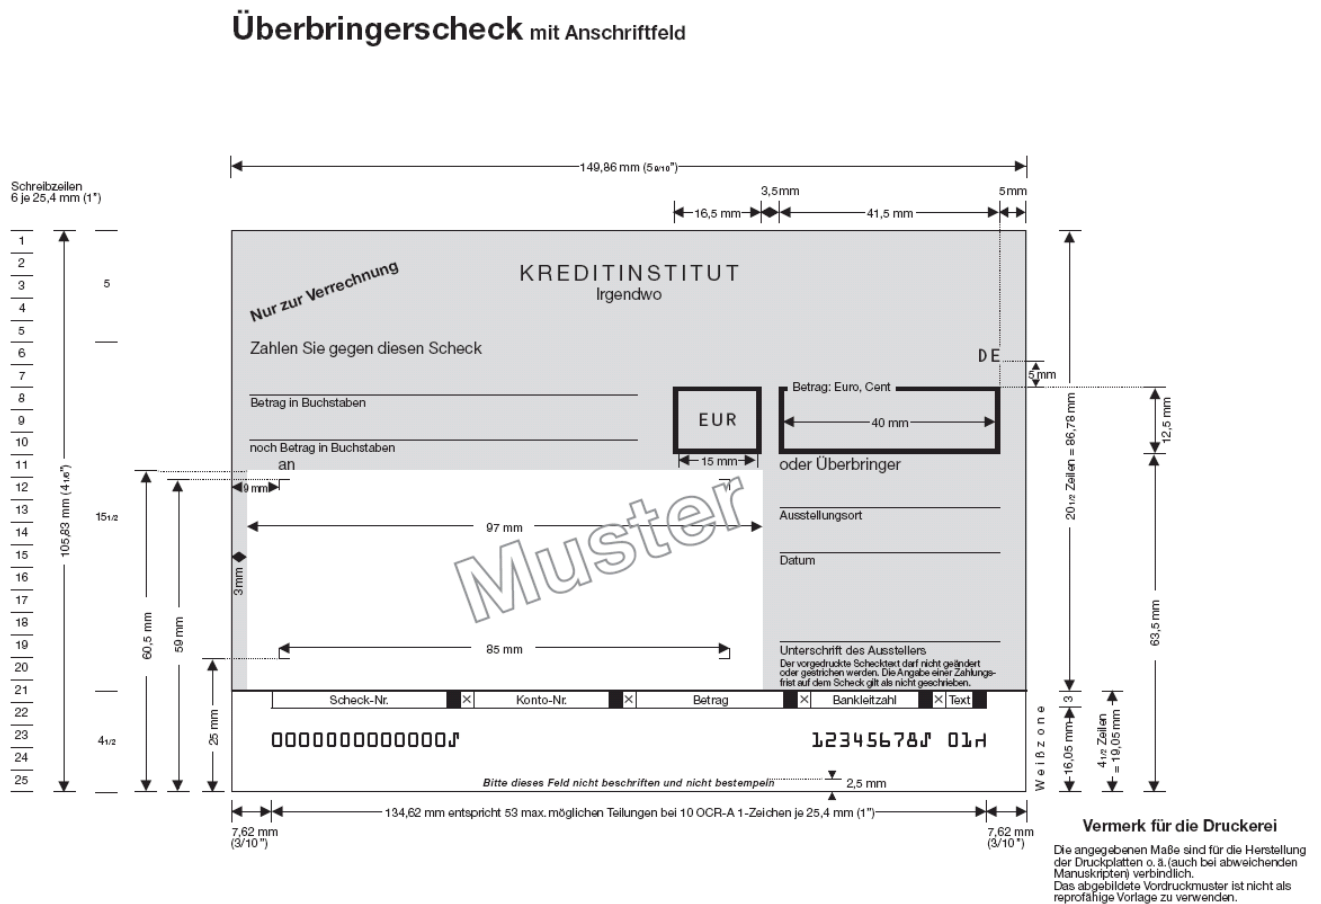 Überbringerscheck mit Anschriftfeld
149,86 mm (5 9/10")
Schreibzeilen
6 je 25,4 mm (1")
3,5mm
5mm
16,5 mm
41,5 mm
1
2
3
4
5
6
7
8
9
10
11
12
13
14
15
16
17
18
19
20
21
22
23
24
25
105,83 mm (4 1/6")
5
15 1/2
4 1/2
60,5 mm
59 mm
25 mm
KREDITINSTITUT
Irgendwo
Nur zur Verrechnung
Zahlen Sie gegen diesen Scheck
DE
5 mm
Betrag: Euro, Cent
Betrag in Buchstaben
EUR
40 mm
noch Betrag in Buchstaben
15 mm
an
oder Überbringer
9 mm
Muster
97 mm
Ausstellungsort
Datum
3mm
85 mm
Unterschrift des Ausstellers
Der vorgedruckte Schecktext darf nicht geändert
oder gestrichen werden. Die Angabe einer Zahlungs-
frist auf dem Scheck gilt als nicht geschrieben.
Scheck-Nr. X Konto-Nr. X Betrag X Bankleitzahl X Text
0000000000000⑀ 12345678⑀ 01H
Bitte dieses Feld nicht beschriften und nicht bestempeln
2,5 mm
20 1/2 Zeilen = 86,78 mm
12,5 mm
63,5 mm
3
16,05 mm
4 1/2 Zeilen
= 19,05 mm
Weißzone
134,62 mm entspricht 53 max. möglichen Teilungen bei 10 OCR-A 1-Zeichen je 25,4 mm (1")
7,62 mm
(3/10")
7,62 mm
(3/10")
Vermerk für die Druckerei
Die angegebenen Maße sind für die Herstellung
der Druckplatten o. ä. (auch bei abweichenden
Manuskripten) verbindlich.
Das abgebildete Vordruckmuster ist nicht als
reprofähige Vorlage zu verwenden.